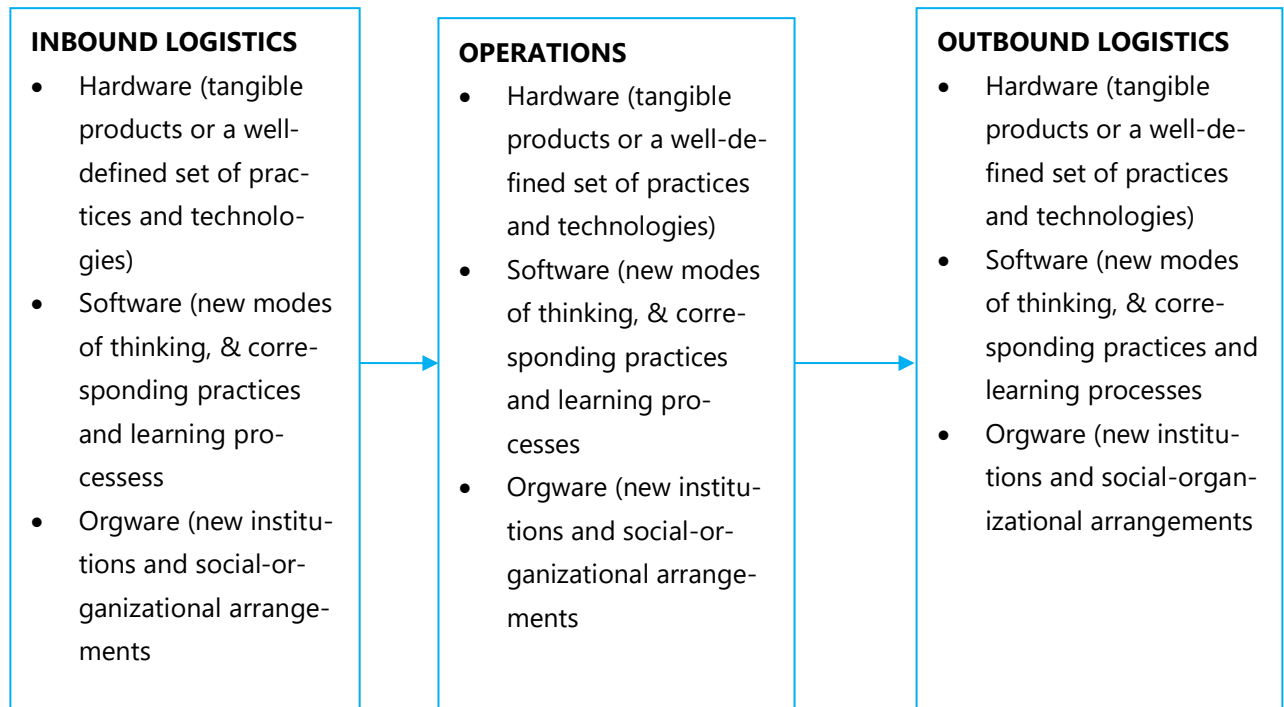 INBOUND LOGISTICS
• Hardware (tangible
products or a well-
defined set of prac-
tices and technolo-
gies)
• Software (new modes
of thinking, & corre-
sponding practices
and learning pro-
cessess
• Orgware (new institu-
tions and social-or-
ganizational arrange-
ments
OPERATIONS
• Hardware (tangible
products or a well-de-
fined set of practices
and technologies)
• Software (new modes
of thinking, & corre-
sponding practices
and learning pro-
cesses
• Orgware (new institu-
tions and social-or-
ganizational arrange-
ments
OUTBOUND LOGISTICS
• Hardware (tangible
products or a well-de-
fined set of practices
and technologies)
• Software (new modes
of thinking, & corre-
sponding practices and
learning processes
• Orgware (new institu-
tions and social-organ-
izational arrangements